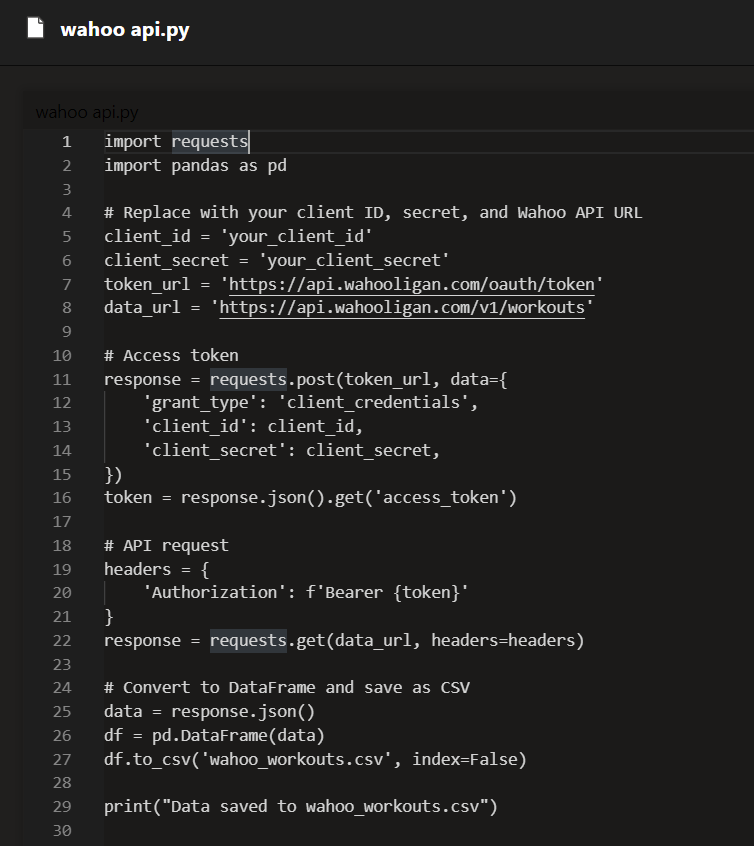 wahoo api.py
wahoo api.py
1 import requests
2 import pandas as pd
3
4 # Replace with your client ID, secret, and Wahoo API URL
5 client_id = 'your_client_id'
6 client_secret = 'your_client_secret'
7 token_url = 'https://api.wahooligan.com/oauth/token'
8 data_url = 'https://api.wahooligan.com/v1/workouts'
9
10 # Access token
11 response = requests.post(token_url, data={
12     'grant_type': 'client_credentials',
13     'client_id': client_id,
14     'client_secret': client_secret,
15 })
16 token = response.json().get('access_token')
17
18 # API request
19 headers = {
20     'Authorization': f'Bearer {token}'
21 }
22 response = requests.get(data_url, headers=headers)
23
24 # Convert to DataFrame and save as CSV
25 data = response.json()
26 df = pd.DataFrame(data)
27 df.to_csv('wahoo_workouts.csv', index=False)
28
29 print("Data saved to wahoo_workouts.csv")
30